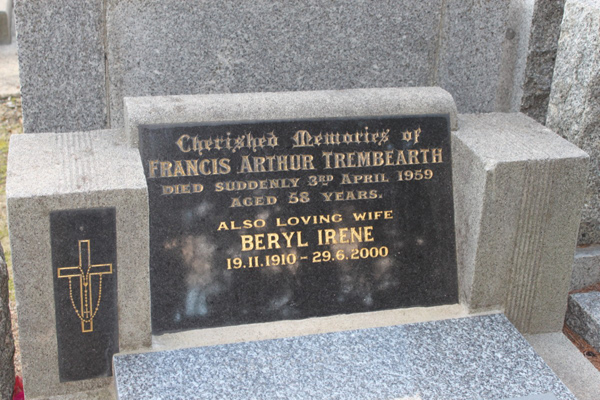 Cherished Memories of
FRANCIS ARTHUR TREMBEARTH
DIED SUDDENLY 3RD APRIL 1959
AGED 58 YEARS.
ALSO LOVING WIFE
BERYL IRENE
19.11.1910 - 29.6.2000